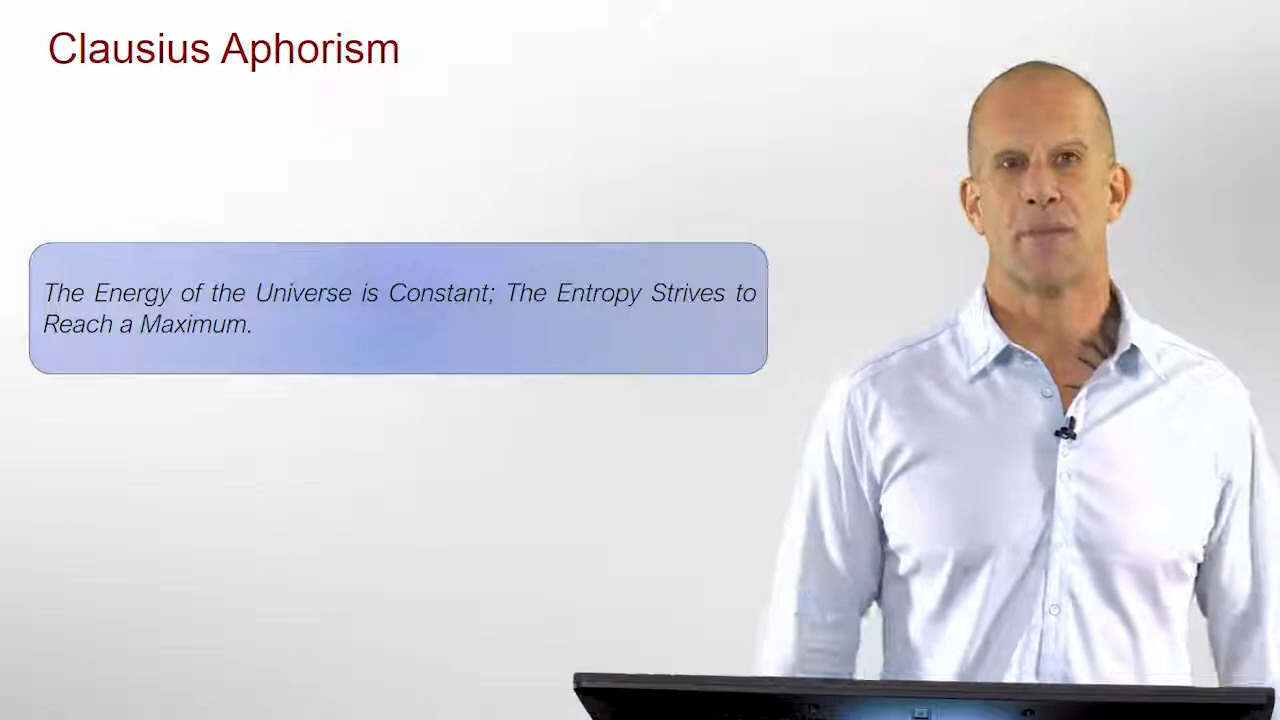 Clausius Aphorism
The Energy of the Universe is Constant; The Entropy Strives to
Reach a Maximum.